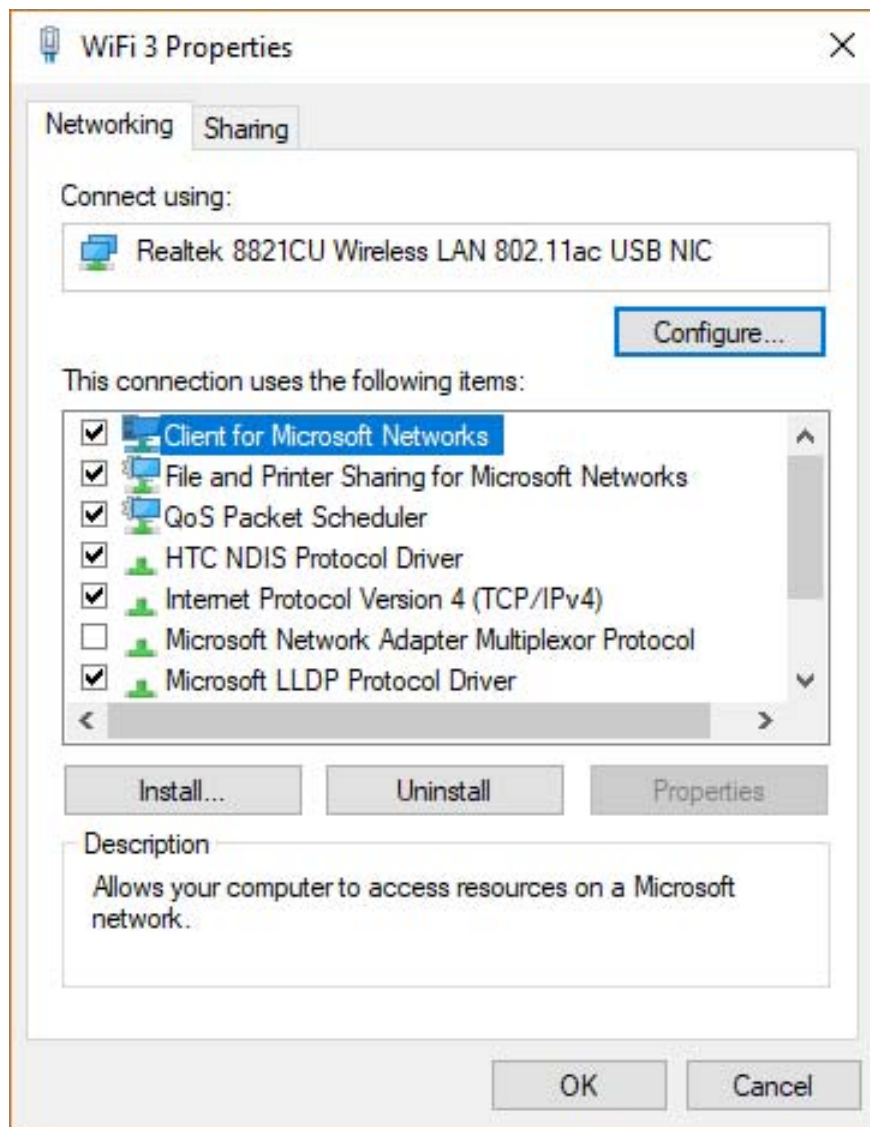 WiFi 3 Properties
Networking
Sharing
Connect using:
Realtek 8821CU Wireless LAN 802.11ac USB NIC
Configure...
This connection uses the following items:
Client for Microsoft Networks
File and Printer Sharing for Microsoft Networks
QoS Packet Scheduler
HTC NDIS Protocol Driver
Internet Protocol Version 4 (TCP/IPv4)
Microsoft Network Adapter Multiplexor Protocol
Microsoft LLDP Protocol Driver
Install...
Uninstall
Properties
Description
Allows your computer to access resources on a Microsoft
network.
OK
Cancel